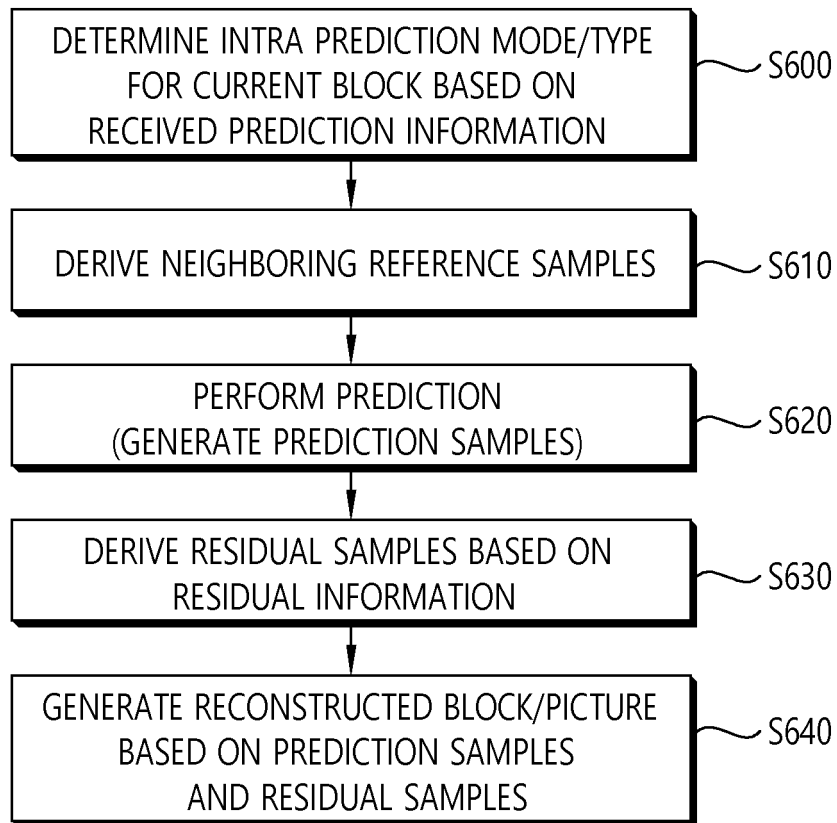 DETERMINE INTRA PREDICTION MODE/TYPE
FOR CURRENT BLOCK BASED ON
RECEIVED PREDICTION INFORMATION
S600
DERIVE NEIGHBORING REFERENCE SAMPLES
S610
PERFORM PREDICTION
(GENERATE PREDICTION SAMPLES)
S620
DERIVE RESIDUAL SAMPLES BASED ON
RESIDUAL INFORMATION
S630
GENERATE RECONSTRUCTED BLOCK/PICTURE
BASED ON PREDICTION SAMPLES
AND RESIDUAL SAMPLES
S640